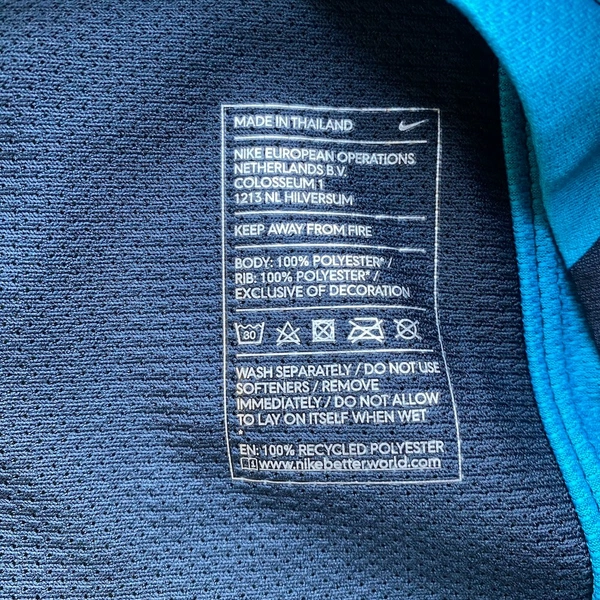 MADE IN THAILAND
NIKE EUROPEAN OPERATIONS
NETHERLANDS B.V.
COLOSSEUM 1
1213 NL HILVERSUM
KEEP AWAY FROM FIRE
BODY: 100% POLYESTER* /
RIB: 100% POLYESTER* /
EXCLUSIVE OF DECORATION
30
WASH SEPARATELY / DO NOT USE
SOFTENERS / REMOVE
IMMEDIATELY / DO NOT ALLOW
TO LAY ON ITSELF WHEN WET
*
EN: 100% RECYCLED POLYESTER
www.nikebetterworld.com